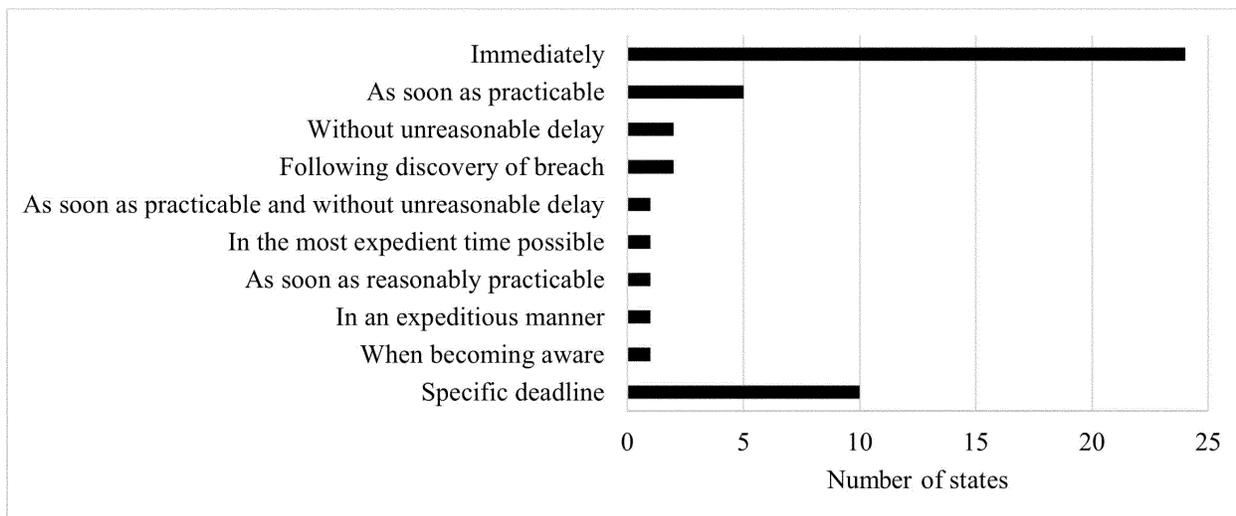 Immediately
As soon as practicable
Without unreasonable delay
Following discovery of breach
As soon as practicable and without unreasonable delay
In the most expedient time possible
As soon as reasonably practicable
In an expeditious manner
When becoming aware
Specific deadline
0 5 10 15 20 25
Number of states